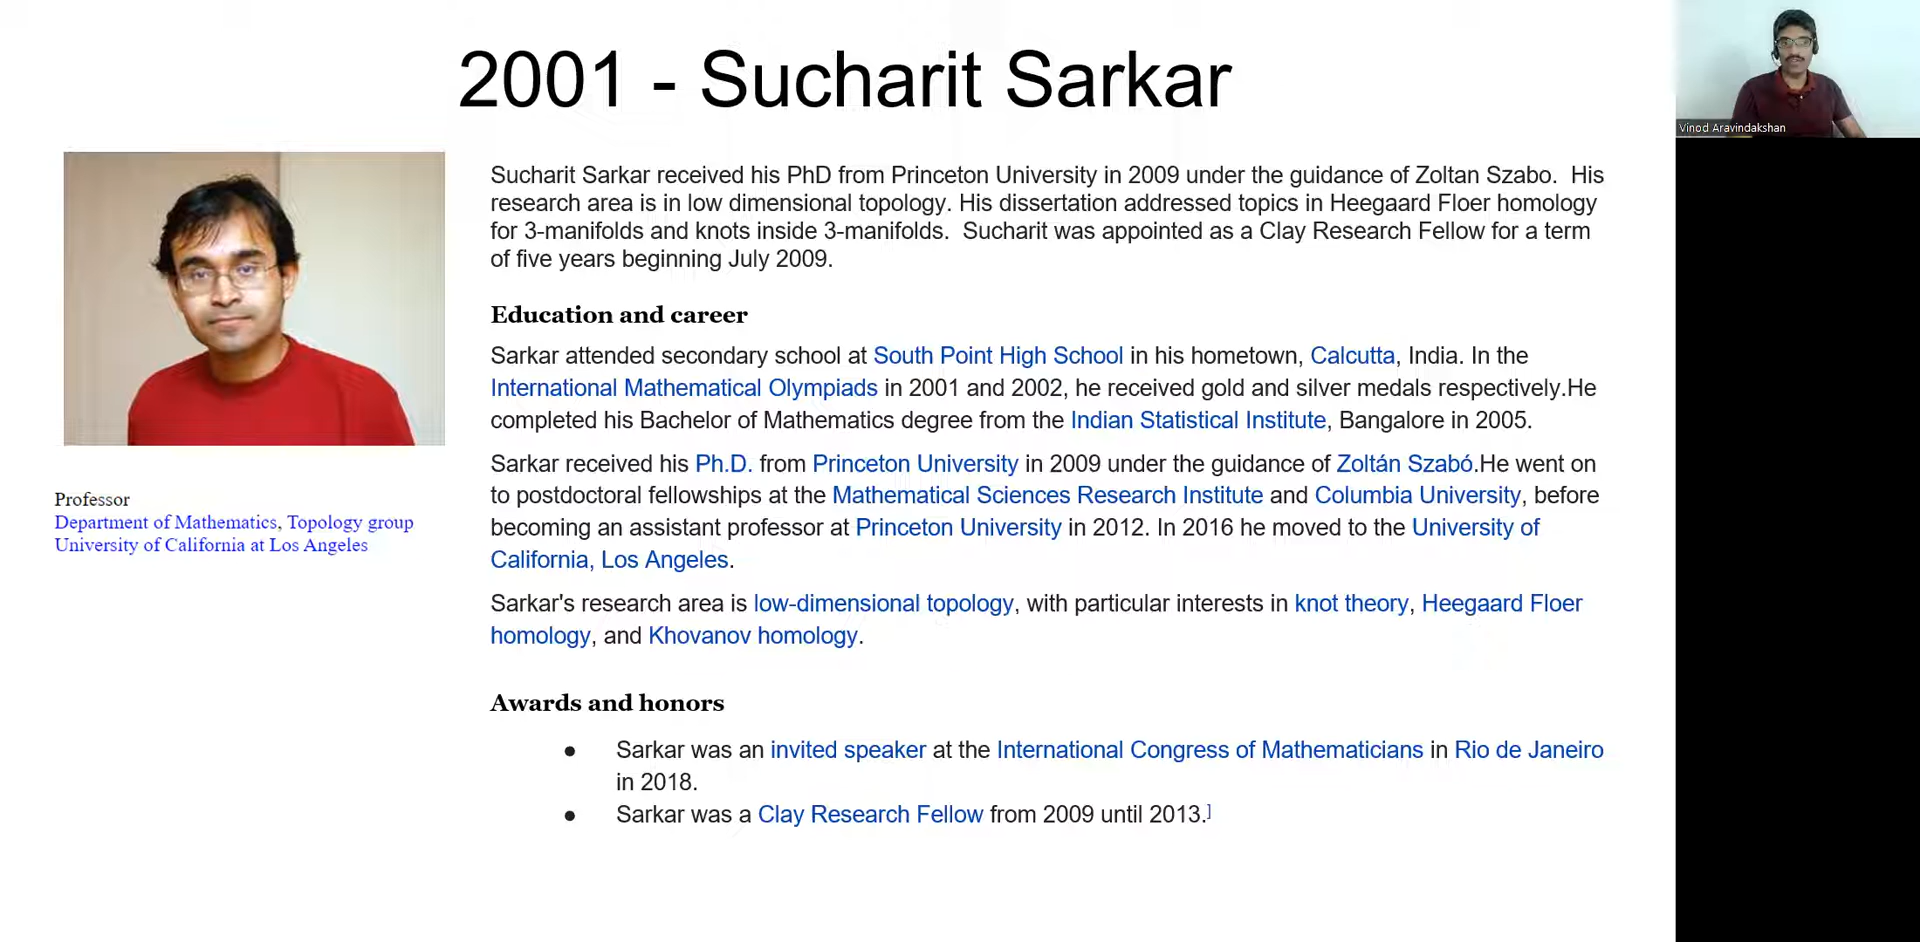 2001 - Sucharit Sarkar
Vinod Aravindakshan
Sucharit Sarkar received his PhD from Princeton University in 2009 under the guidance of Zoltan Szabo.  His
research area is in low dimensional topology. His dissertation addressed topics in Heegaard Floer homology
for 3-manifolds and knots inside 3-manifolds.  Sucharit was appointed as a Clay Research Fellow for a term
of five years beginning July 2009.
Education and career
Sarkar attended secondary school at South Point High School in his hometown, Calcutta, India. In the
International Mathematical Olympiads in 2001 and 2002, he received gold and silver medals respectively.He
completed his Bachelor of Mathematics degree from the Indian Statistical Institute, Bangalore in 2005.
Sarkar received his Ph.D. from Princeton University in 2009 under the guidance of Zoltán Szabó.He went on
to postdoctoral fellowships at the Mathematical Sciences Research Institute and Columbia University, before
becoming an assistant professor at Princeton University in 2012. In 2016 he moved to the University of
California, Los Angeles.
Sarkar's research area is low-dimensional topology, with particular interests in knot theory, Heegaard Floer
homology, and Khovanov homology.
Awards and honors
● Sarkar was an invited speaker at the International Congress of Mathematicians in Rio de Janeiro
in 2018.
● Sarkar was a Clay Research Fellow from 2009 until 2013.]
Professor
Department of Mathematics, Topology group
University of California at Los Angeles